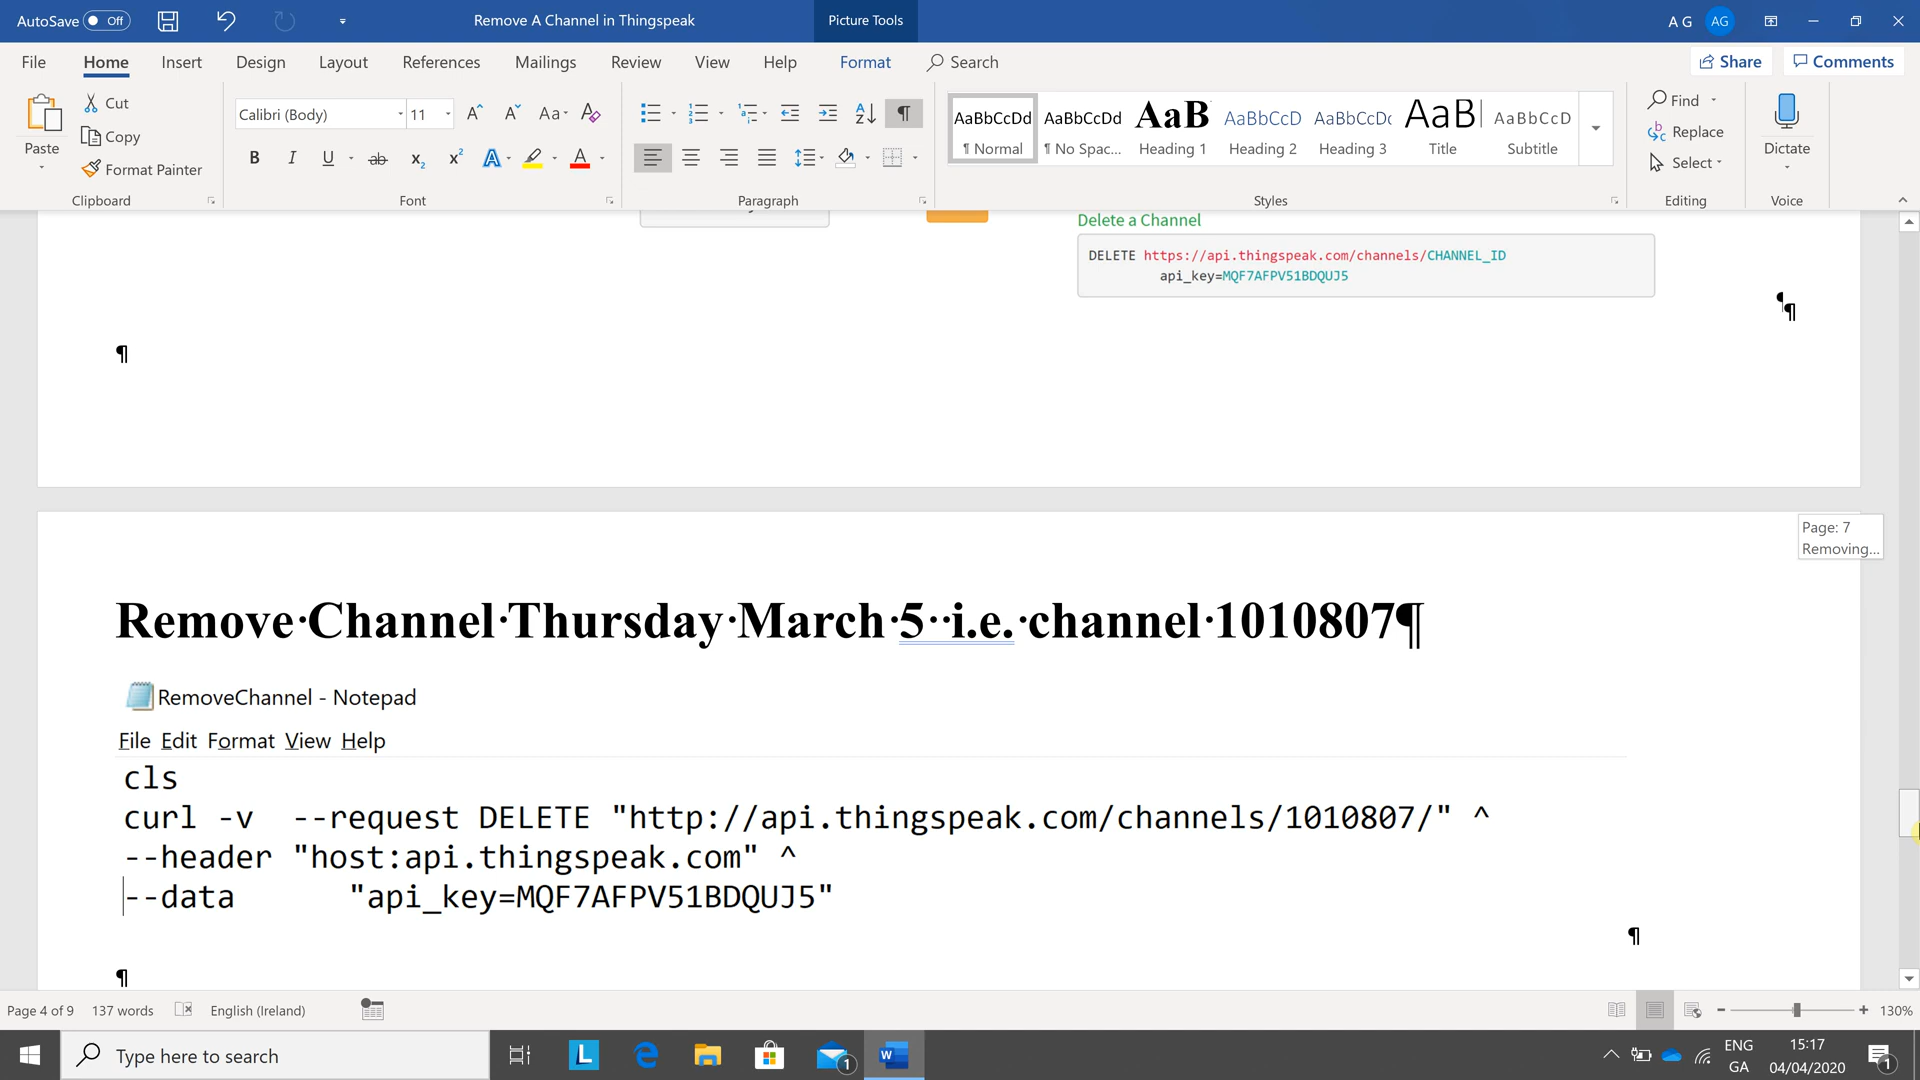 AutoSave Off
Remove A Channel in Thingspeak
Picture Tools
A G
AG
File Home Insert Design Layout References Mailings Review View Help Format Search
Share
Comments
Paste
Cut
Copy
Format Painter
Clipboard
Calibri (Body)
11
Aa
B I U ab x₂ x² A A
Font
Paragraph
AaBbCcDd AaBbCcDd AaB AaBbCcD AaBbCcDc AaB AaBbCcD
¶ Normal ¶ No Spac... Heading 1 Heading 2 Heading 3 Title Subtitle
Styles
Find
Replace
Select
Editing
Dictate
Voice
Delete a Channel
DELETE https://api.thingspeak.com/channels/CHANNEL_ID
api_key=MQF7AFPV51BDQUJ5
¶
¶
Page: 7
Removing...
Remove·Channel·Thursday·March·5··i.e.·channel·1010807¶
RemoveChannel - Notepad
File Edit Format View Help
cls
curl -v  --request DELETE "http://api.thingspeak.com/channels/1010807/" ^
--header "host:api.thingspeak.com" ^
--data      "api_key=MQF7AFPV51BDQUJ5"
¶
¶
Page 4 of 9 137 words English (Ireland)
130%
Type here to search
L
W
1
ENG
GA
15:17
04/04/2020
1